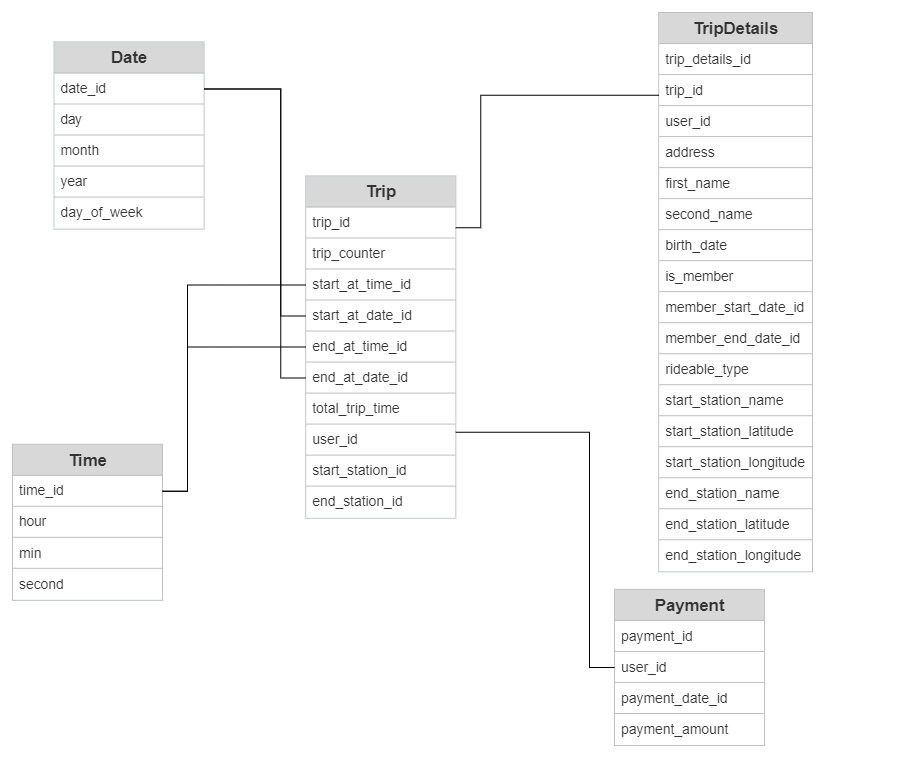 Date
date_id
day
month
year
day_of_week
Time
time_id
hour
min
second
Trip
trip_id
trip_counter
start_at_time_id
start_at_date_id
end_at_time_id
end_at_date_id
total_trip_time
user_id
start_station_id
end_station_id
TripDetails
trip_details_id
trip_id
user_id
address
first_name
second_name
birth_date
is_member
member_start_date_id
member_end_date_id
rideable_type
start_station_name
start_station_latitude
start_station_longitude
end_station_name
end_station_latitude
end_station_longitude
Payment
payment_id
user_id
payment_date_id
payment_amount